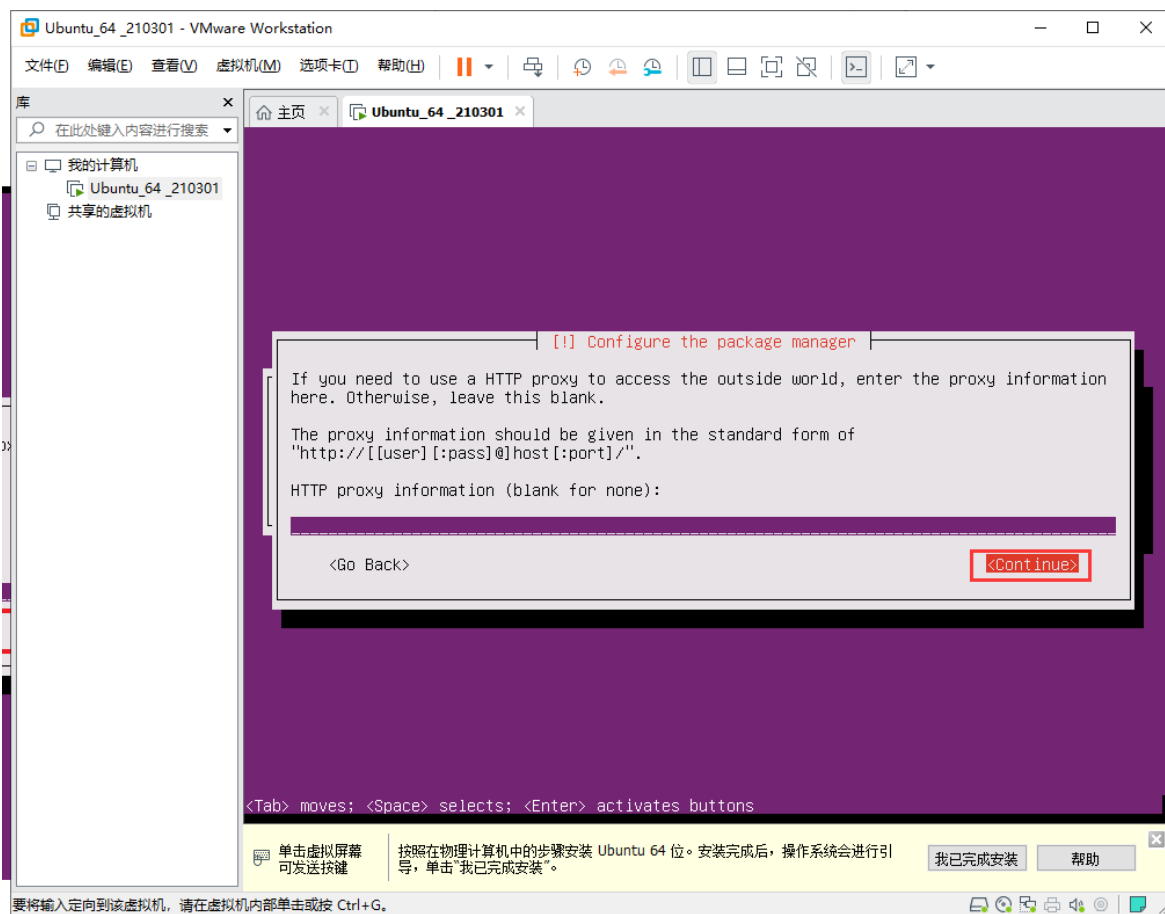 Ubuntu_64 _210301 - VMware Workstation
文件(F) 编辑(E) 查看(V) 虚拟机(M) 选项卡(T) 帮助(H)
库
在此处键入内容进行搜索
我的计算机
Ubuntu_64 _210301
共享的虚拟机
主页
Ubuntu_64 _210301
[!] Configure the package manager
If you need to use a HTTP proxy to access the outside world, enter the proxy information
here. Otherwise, leave this blank.
The proxy information should be given in the standard form of
"http://[[user][:pass]@]host[:port]/".
HTTP proxy information (blank for none):
<Go Back>
<Continue>
<Tab> moves; <Space> selects; <Enter> activates buttons
单击虚拟屏幕
可发送按键
按照在物理计算机中的步骤安装 Ubuntu 64 位。安装完成后，操作系统会进行引
导，单击“我已完成安装”。
我已完成安装
帮助
要将输入定向到该虚拟机，请在虚拟机内部单击或按 Ctrl+G。